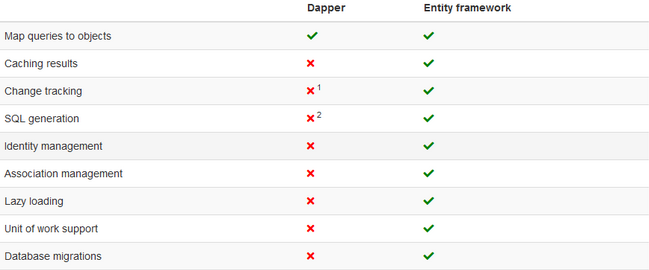 Dapper Entity framework
Map queries to objects
Caching results
Change tracking 1
SQL generation 2
Identity management
Association management
Lazy loading
Unit of work support
Database migrations